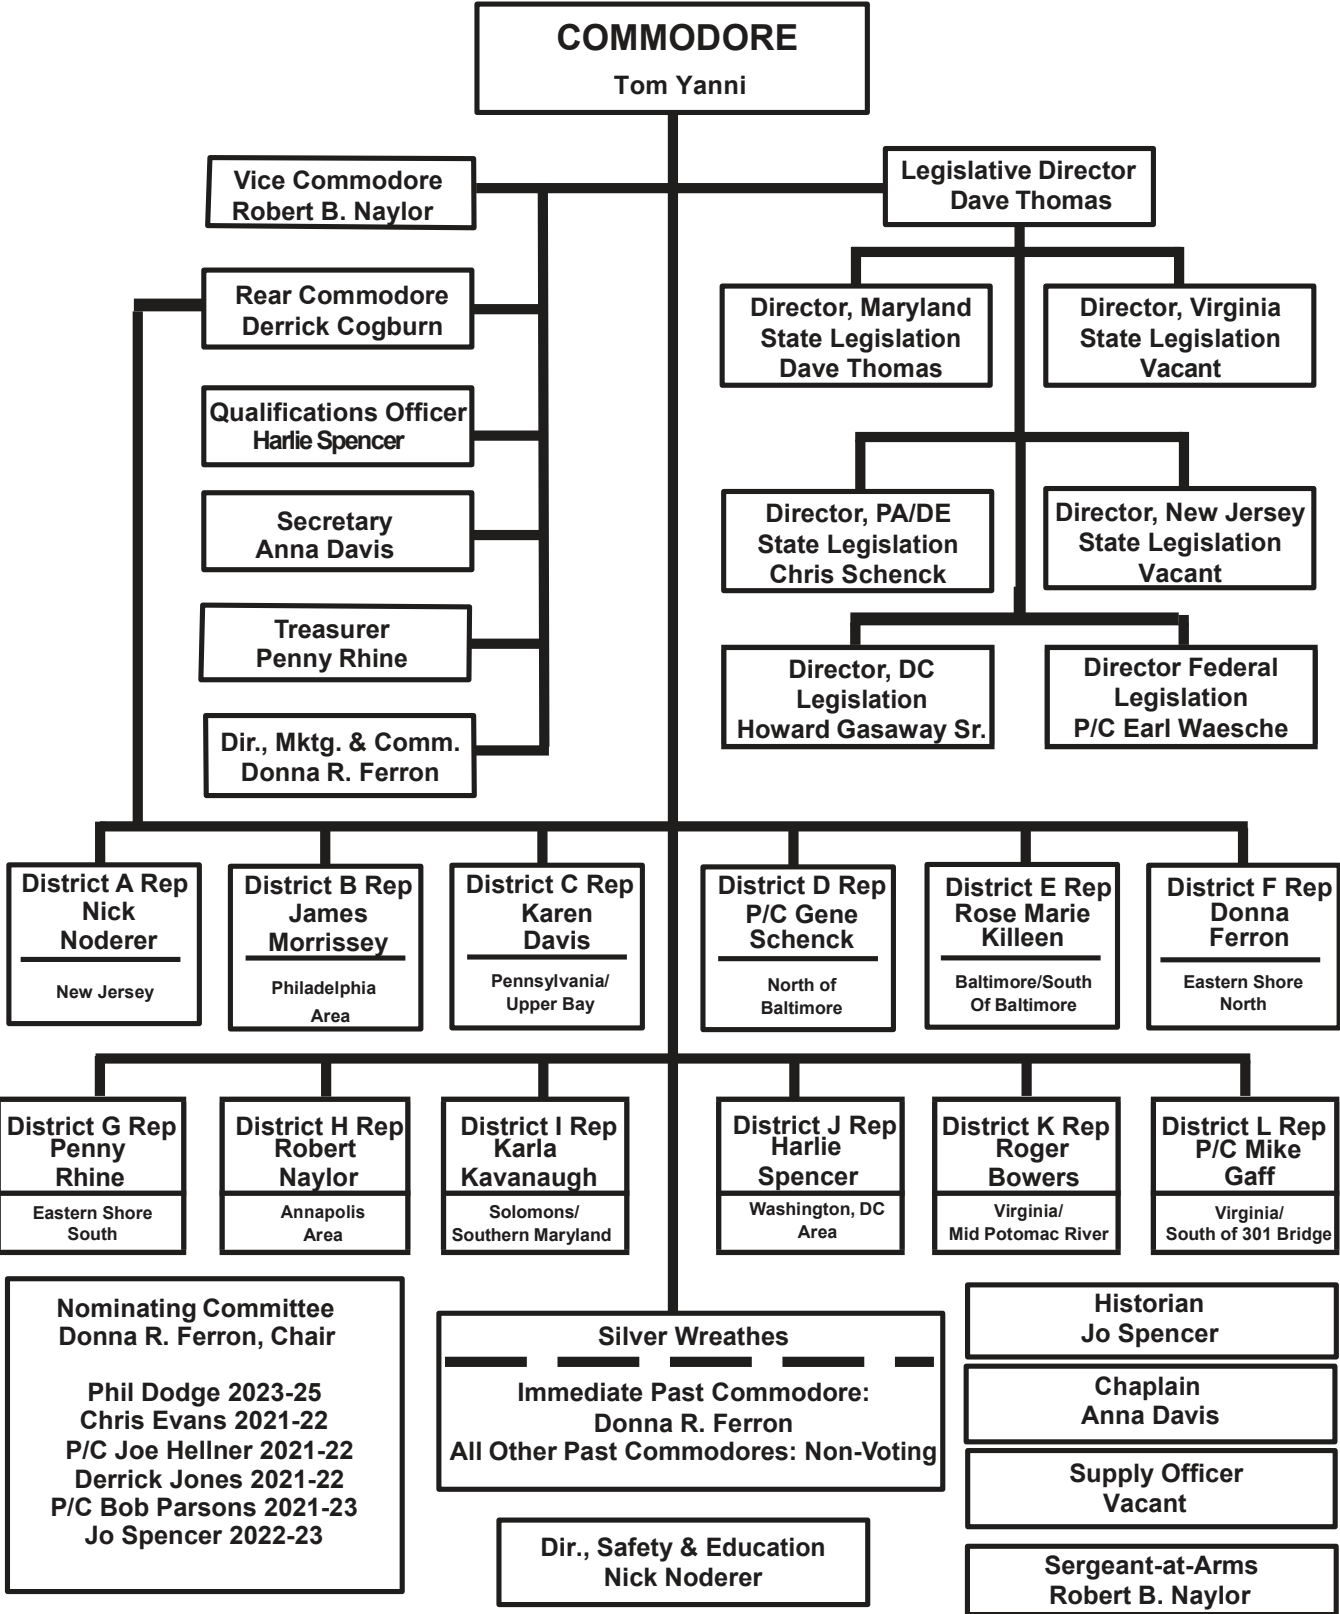 COMMODORE
Tom Yanni
Vice Commodore
Robert B. Naylor
Legislative Director
Dave Thomas
Rear Commodore
Derrick Cogburn
Director, Maryland
State Legislation
Dave Thomas
Director, Virginia
State Legislation
Vacant
Qualifications Officer
Harlie Spencer
Secretary
Anna Davis
Director, PA/DE
State Legislation
Chris Schenck
Director, New Jersey
State Legislation
Vacant
Treasurer
Penny Rhine
Director, DC
Legislation
Howard Gasaway Sr.
Director Federal
Legislation
P/C Earl Waesche
Dir., Mktg. & Comm.
Donna R. Ferron
District A Rep
Nick
Noderer
New Jersey
District B Rep
James
Morrissey
Philadelphia
Area
District C Rep
Karen
Davis
Pennsylvania/
Upper Bay
District D Rep
P/C Gene
Schenck
North of
Baltimore
District E Rep
Rose Marie
Killeen
Baltimore/South
Of Baltimore
District F Rep
Donna
Ferron
Eastern Shore
North
District G Rep
Penny
Rhine
Eastern Shore
South
District H Rep
Robert
Naylor
Annapolis
Area
District I Rep
Karla
Kavanaugh
Solomons/
Southern Maryland
District J Rep
Harlie
Spencer
Washington, DC
Area
District K Rep
Roger
Bowers
Virginia/
Mid Potomac River
District L Rep
P/C Mike
Gaff
Virginia/
South of 301 Bridge
Nominating Committee
Donna R. Ferron, Chair
Phil Dodge 2023-25
Chris Evans 2021-22
P/C Joe Hellner 2021-22
Derrick Jones 2021-22
P/C Bob Parsons 2021-23
Jo Spencer 2022-23
Silver Wreathes
Immediate Past Commodore:
Donna R. Ferron
All Other Past Commodores: Non-Voting
Dir., Safety & Education
Nick Noderer
Historian
Jo Spencer
Chaplain
Anna Davis
Supply Officer
Vacant
Sergeant-at-Arms
Robert B. Naylor